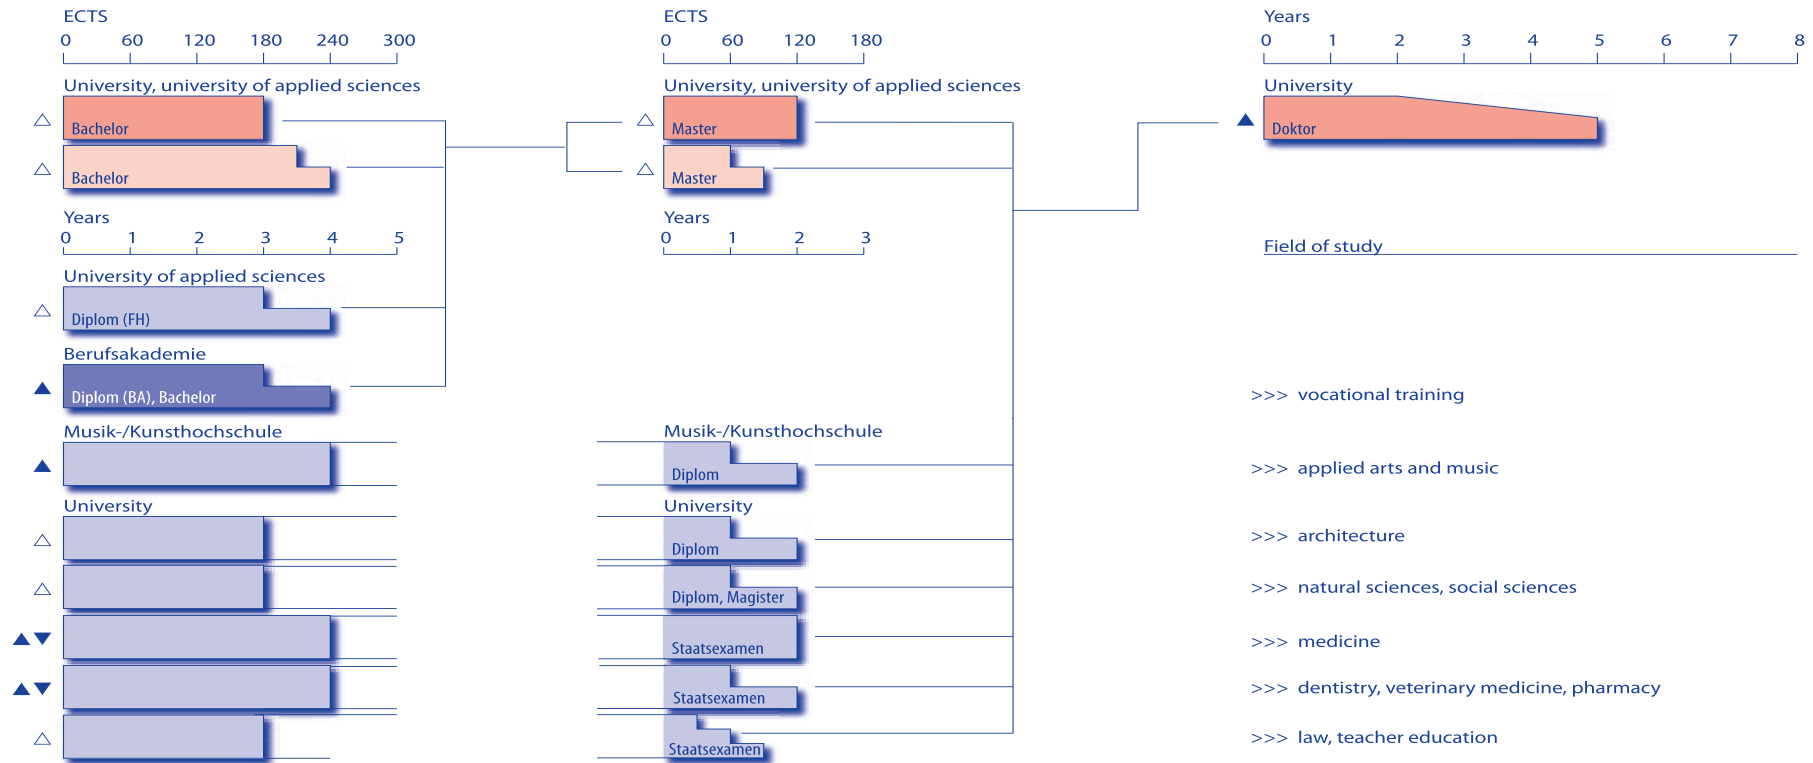 ECTS
0 60 120 180 240 300
University, university of applied sciences
Bachelor
Bachelor
Years
0 1 2 3 4 5
University of applied sciences
Diplom (FH)
Berufsakademie
Diplom (BA), Bachelor
Musik-/Kunsthochschule
University
ECTS
0 60 120 180
University, university of applied sciences
Master
Master
Years
0 1 2 3
Musik-/Kunsthochschule
Diplom
University
Diplom
Diplom, Magister
Staatsexamen
Staatsexamen
Staatsexamen
Years
0 1 2 3 4 5 6 7 8
University
Doktor
Field of study
>>> vocational training
>>> applied arts and music
>>> architecture
>>> natural sciences, social sciences
>>> medicine
>>> dentistry, veterinary medicine, pharmacy
>>> law, teacher education